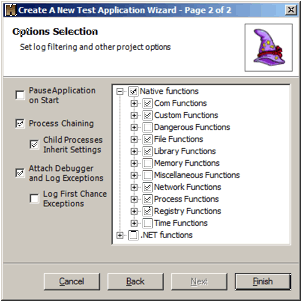 Create A New Test Application Wizard - Page 2 of 2
Options Selection
Set log filtering and other project options
Pause Application
on Start
Process Chaining
Child Processes
Inherit Settings
Attach Debugger
and Log Exceptions
Log First Chance
Exceptions
Native functions
Com Functions
Custom Functions
Dangerous Functions
File Functions
Library Functions
Memory Functions
Miscellaneous Functions
Network Functions
Process Functions
Registry Functions
Time Functions
.NET functions
Cancel
Back
Next
Finish